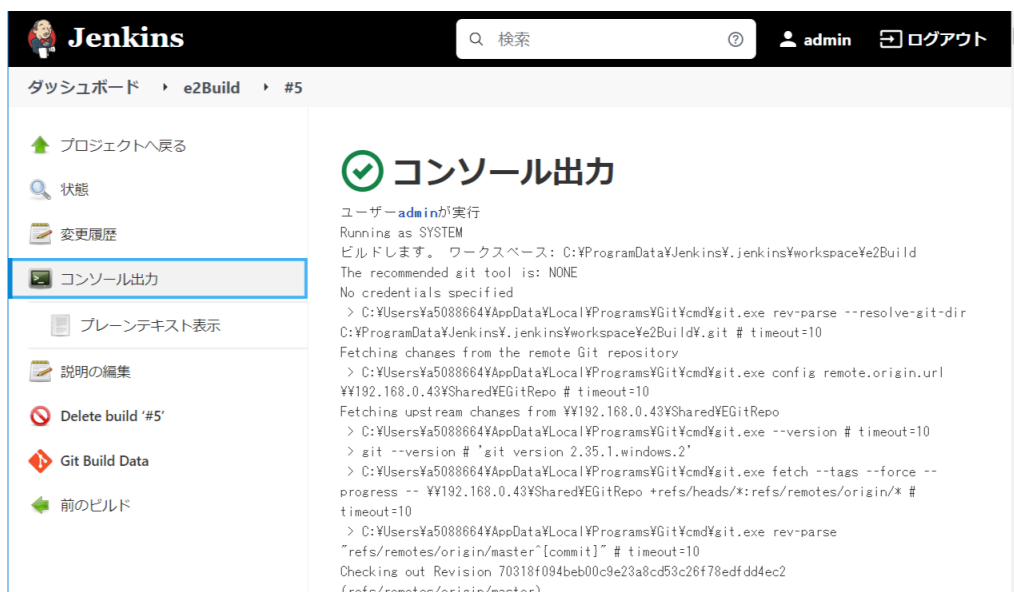 Jenkins
検索
admin
ログアウト
ダッシュボード
e2Build
#5
プロジェクトへ戻る
状態
変更履歴
コンソール出力
プレーンテキスト表示
説明の編集
Delete build ‘#5’
Git Build Data
前のビルド
コンソール出力
ユーザーadminが実行
Running as SYSTEM
ビルドします。 ワークスペース: C:¥ProgramData¥Jenkins¥.jenkins¥workspace¥e2Build
The recommended git tool is: NONE
No credentials specified
> C:¥Users¥a5088664¥AppData¥Local¥Programs¥Git¥cmd¥git.exe rev-parse --resolve-git-dir
C:¥ProgramData¥Jenkins¥.jenkins¥workspace¥e2Build¥.git # timeout=10
Fetching changes from the remote Git repository
> C:¥Users¥a5088664¥AppData¥Local¥Programs¥Git¥cmd¥git.exe config remote.origin.url
¥¥192.168.0.43¥Shared¥EGitRepo # timeout=10
Fetching upstream changes from ¥¥192.168.0.43¥Shared¥EGitRepo
> C:¥Users¥a5088664¥AppData¥Local¥Programs¥Git¥cmd¥git.exe --version # timeout=10
> git --version # 'git version 2.35.1.windows.2'
> C:¥Users¥a5088664¥AppData¥Local¥Programs¥Git¥cmd¥git.exe fetch --tags --force --
progress -- ¥¥192.168.0.43¥Shared¥EGitRepo +refs/heads/*:refs/remotes/origin/* #
timeout=10
> C:¥Users¥a5088664¥AppData¥Local¥Programs¥Git¥cmd¥git.exe rev-parse
"refs/remotes/origin/master^[commit]" # timeout=10
Checking out Revision 70318f094beb00c9e23a8cd53c26f78edfdd4ec2
(refs/remotes/origin/master)